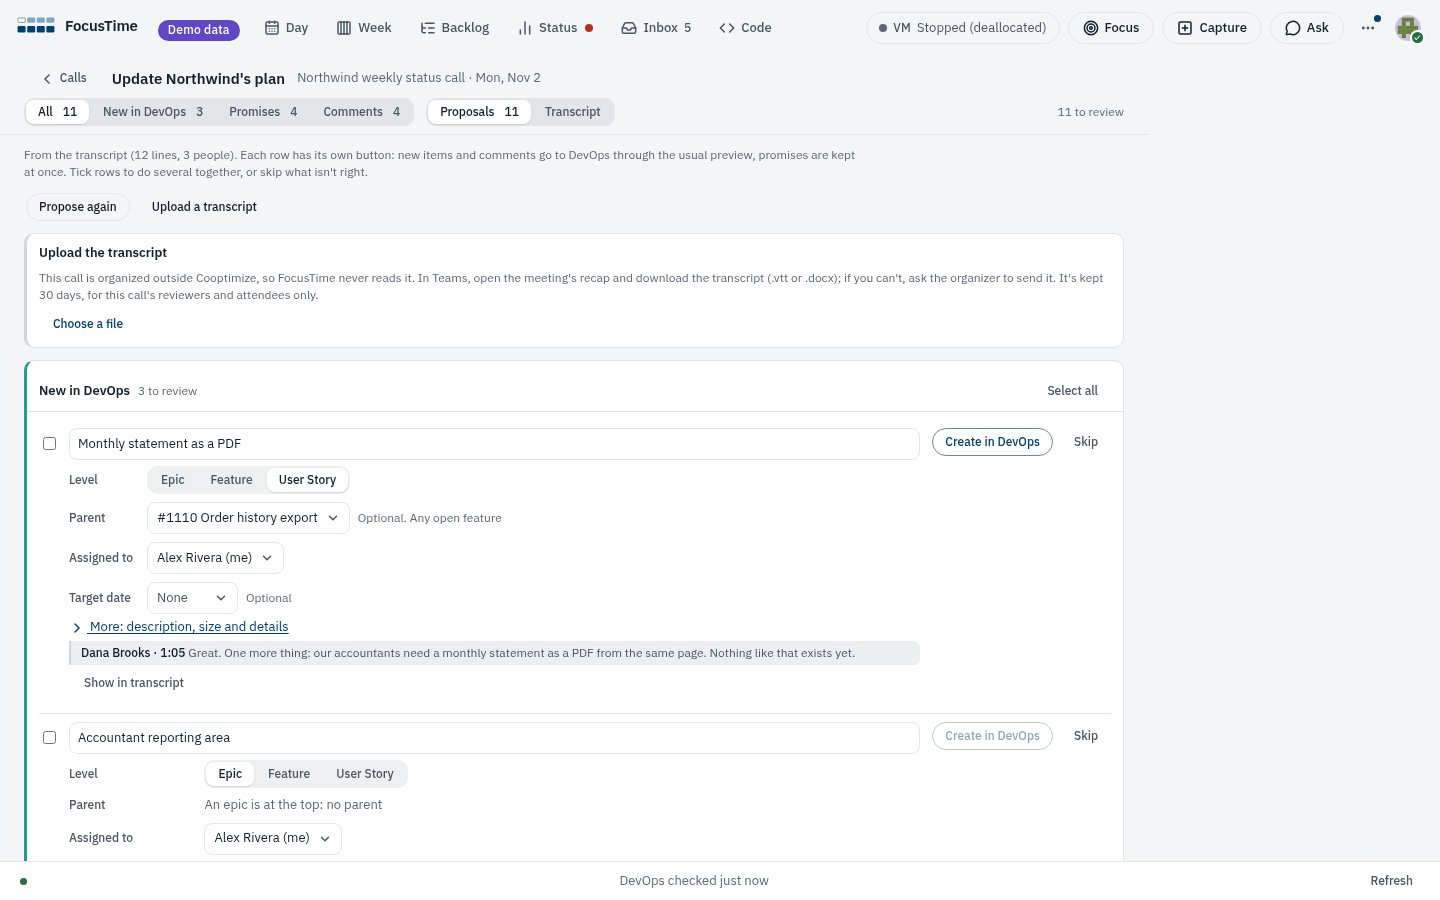 FocusTime
Demo data
Day
Week
Backlog
Status
Inbox 5
Code
VM Stopped (deallocated)
Focus
Capture
Ask
Calls
Update Northwind's plan
Northwind weekly status call · Mon, Nov 2
All 11
New in DevOps 3
Promises 4
Comments 4
Proposals 11
Transcript
11 to review
From the transcript (12 lines, 3 people). Each row has its own button: new items and comments go to DevOps through the usual preview, promises are kept
at once. Tick rows to do several together, or skip what isn't right.
Propose again
Upload a transcript
Upload the transcript
This call is organized outside Cooptimize, so FocusTime never reads it. In Teams, open the meeting's recap and download the transcript (.vtt or .docx); if you can't, ask the organizer to send it. It's kept
30 days, for this call's reviewers and attendees only.
Choose a file
New in DevOps 3 to review
Select all
Monthly statement as a PDF
Create in DevOps
Skip
Level
Epic
Feature
User Story
Parent
#1110 Order history export
Optional. Any open feature
Assigned to
Alex Rivera (me)
Target date
None
Optional
More: description, size and details
Dana Brooks · 1:05 Great. One more thing: our accountants need a monthly statement as a PDF from the same page. Nothing like that exists yet.
Show in transcript
Accountant reporting area
Create in DevOps
Skip
Level
Epic
Feature
User Story
Parent
An epic is at the top: no parent
Assigned to
Alex Rivera (me)
DevOps checked just now
Refresh